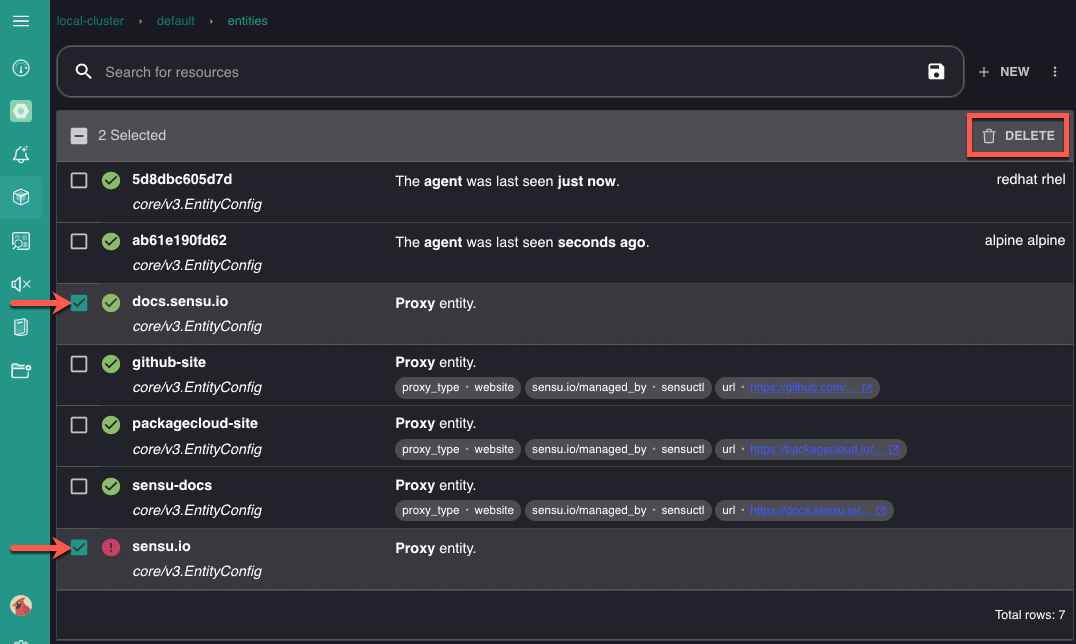 local-cluster › default › entities
Search for resources
+ NEW
2 Selected
DELETE
5d8dbc605d7d
The agent was last seen just now.
redhat rhel
core/v3.EntityConfig
ab61e190fd62
The agent was last seen seconds ago.
alpine alpine
core/v3.EntityConfig
docs.sensu.io
Proxy entity.
core/v3.EntityConfig
github-site
Proxy entity.
core/v3.EntityConfig
proxy_type · website
sensu.io/managed_by · sensuctl
url · https://github.com/...
packagecloud-site
Proxy entity.
core/v3.EntityConfig
proxy_type · website
sensu.io/managed_by · sensuctl
url · https://packagecloud.io/...
sensu-docs
Proxy entity.
core/v3.EntityConfig
proxy_type · website
sensu.io/managed_by · sensuctl
url · https://docs.sensu.io/...
sensu.io
Proxy entity.
core/v3.EntityConfig
Total rows: 7